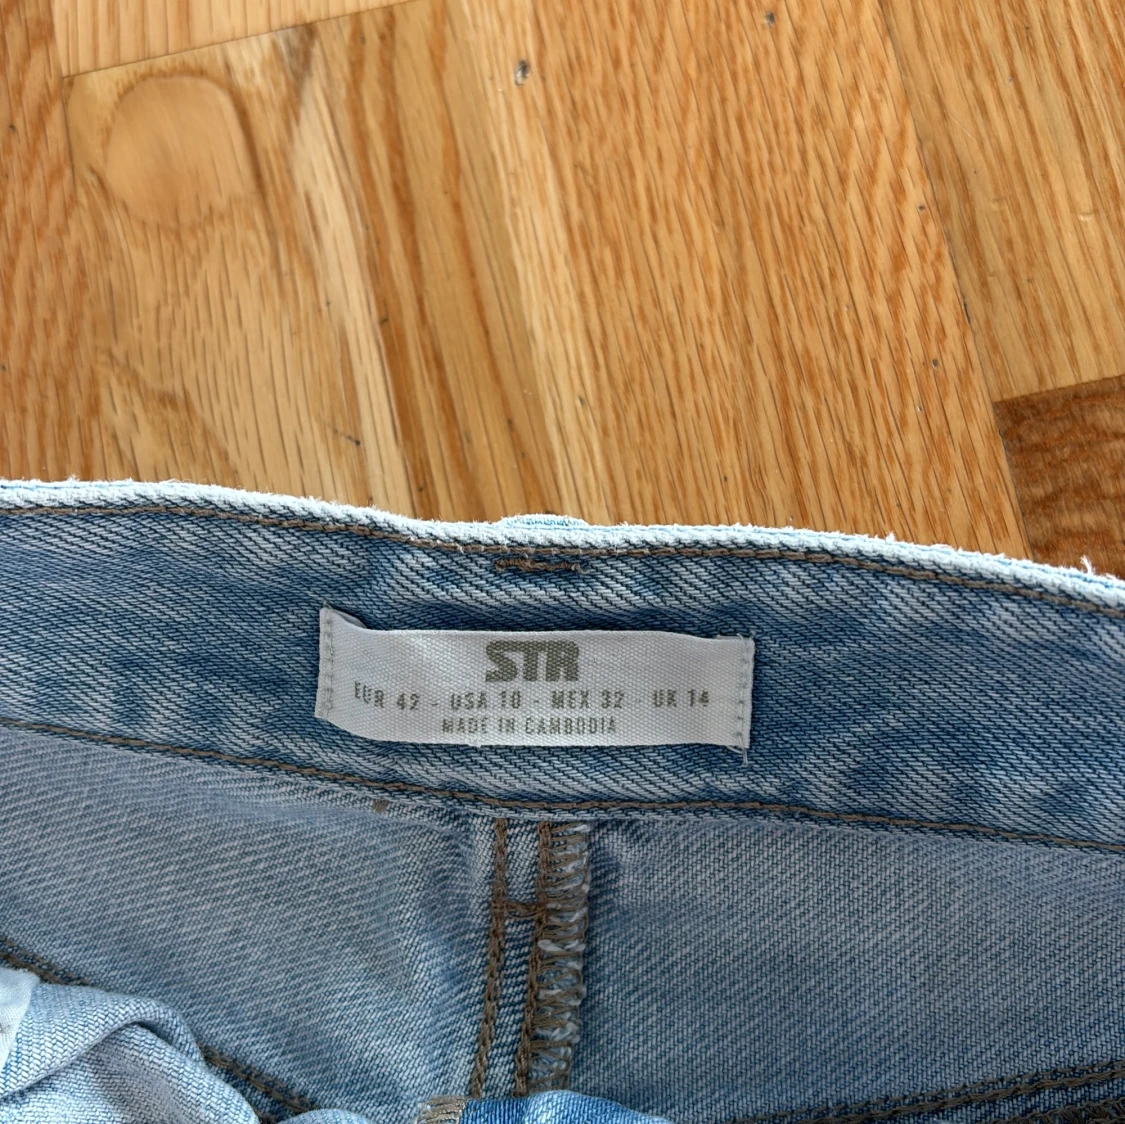 STR
EUR 42 - USA 10 - MEX 32 - UK 14
MADE IN CAMBODIA